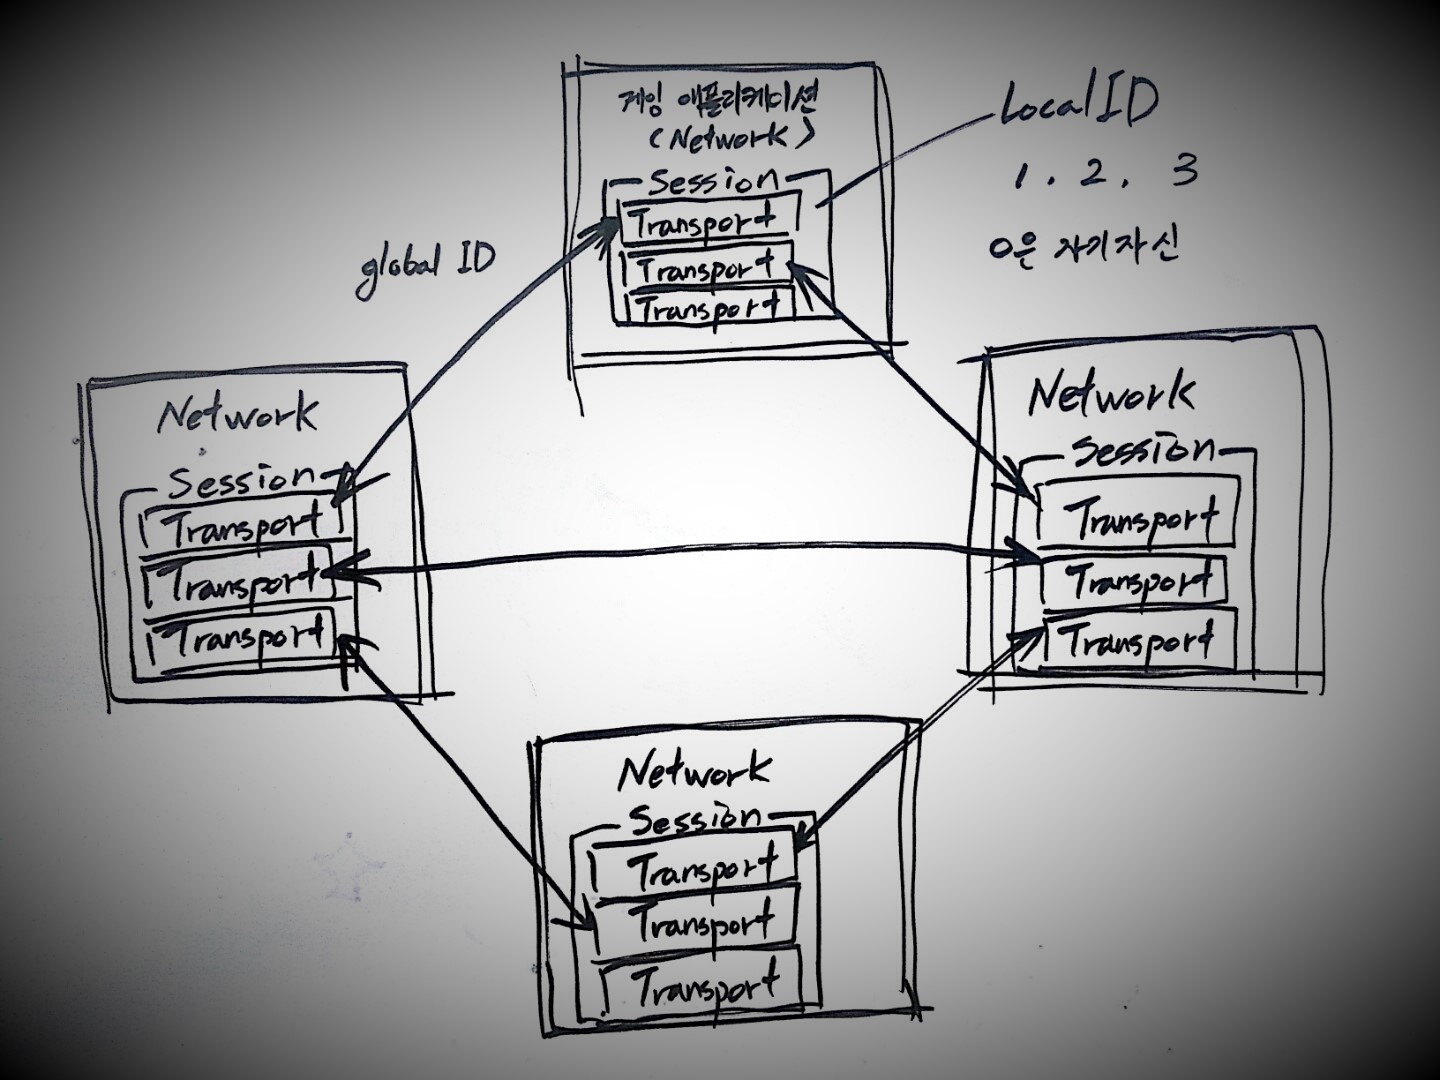 게임 애플리케이션
(Network)
Session
Transport
Transport
Transport
LocalID
1. 2. 3
0은 자기자신
global ID
Network
Session
Transport
Transport
Transport
Network
Session
Transport
Transport
Transport
Network
Session
Transport
Transport
Transport